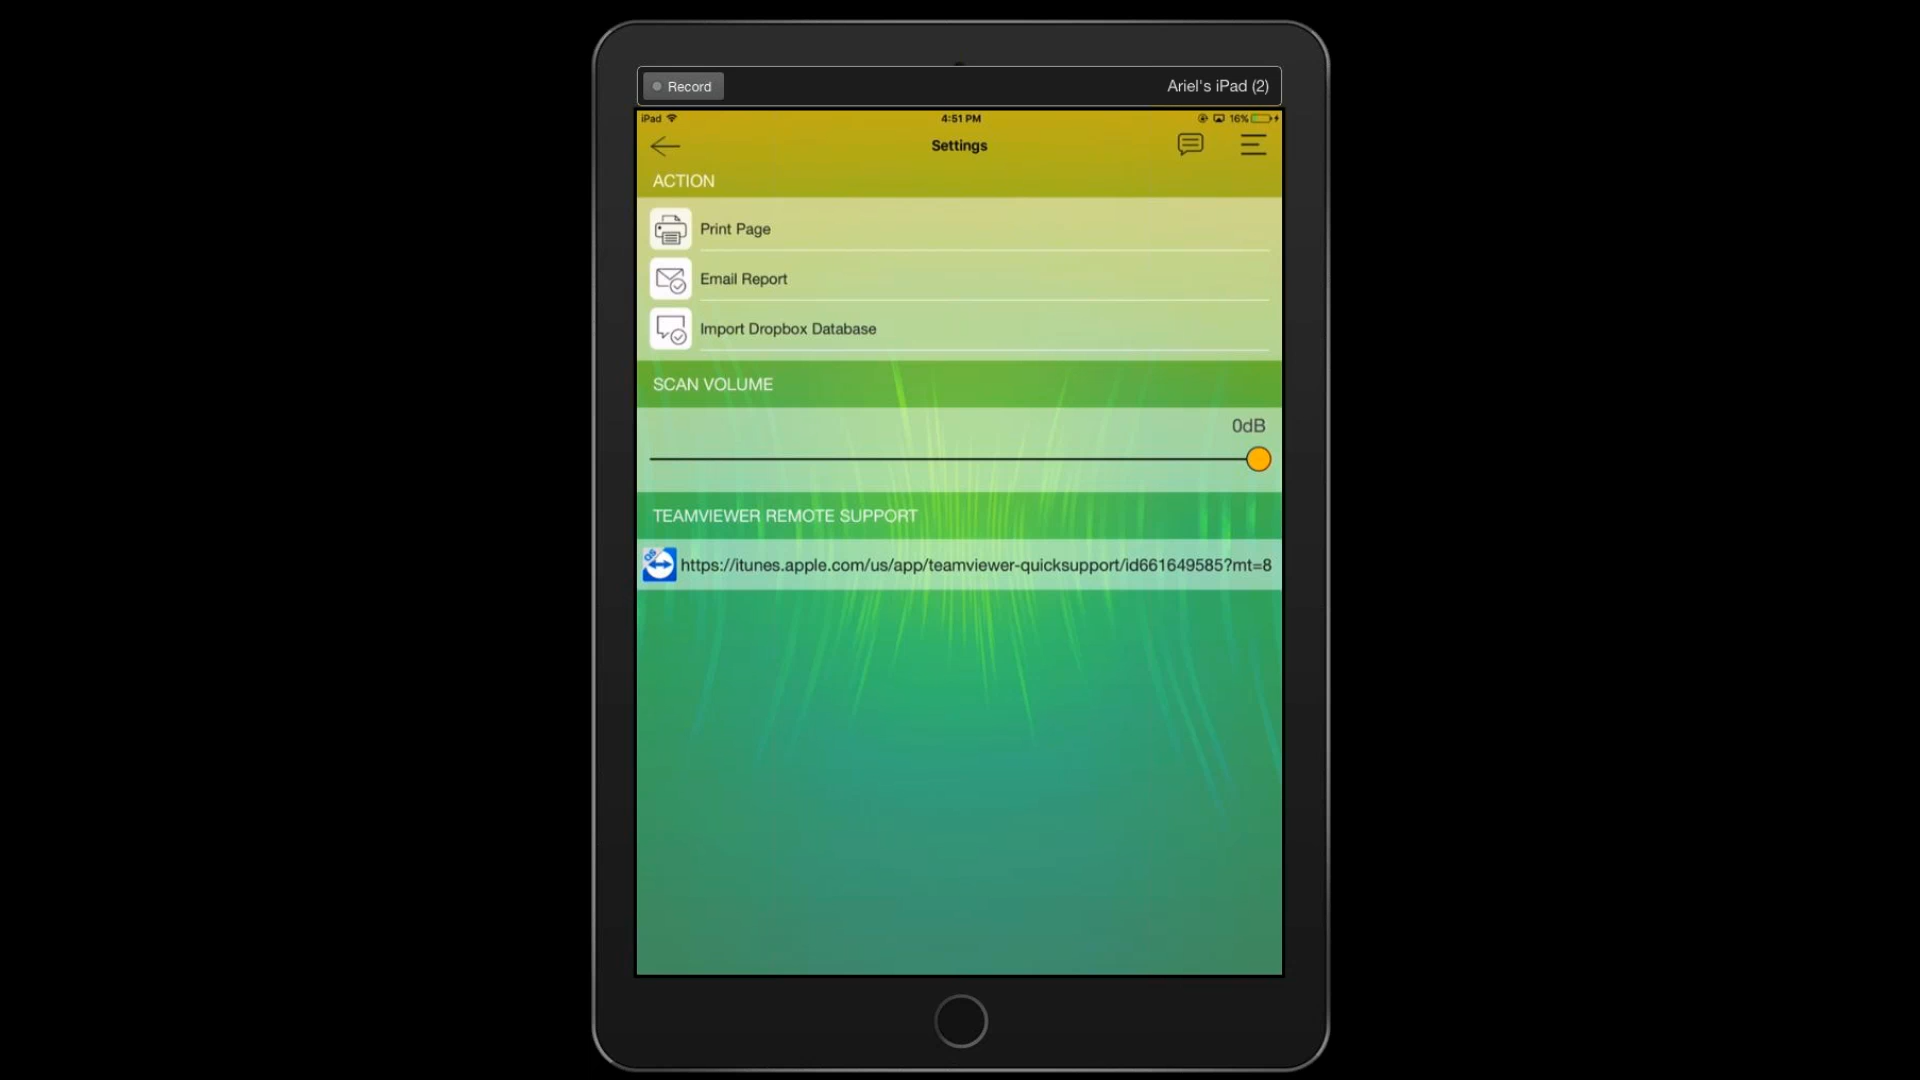 Record
Ariel's iPad (2)
iPad 4:51 PM 16%
Settings
ACTION
Print Page
Email Report
Import Dropbox Database
SCAN VOLUME
0dB
TEAMVIEWER REMOTE SUPPORT
QS
https://itunes.apple.com/us/app/teamviewer-quicksupport/id661649585?mt=8